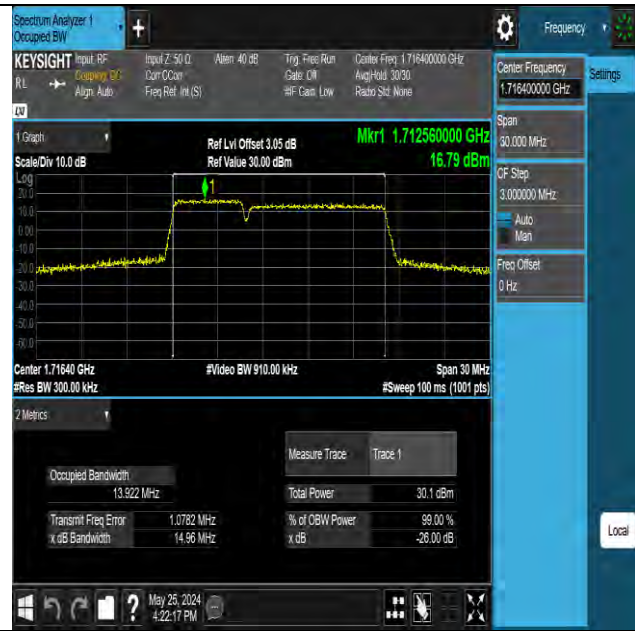 Spectrum Analyzer 1
Occupied BW
Frequency
KEYSIGHT
Input: RF
Coupling: DC
Align: Auto
Input Z: 50 Ω
Corr CCorr
Freq Ref: Int (S)
Atten: 40 dB
Trig: Free Run
Gate: Off
#IF Gain: Low
Center Freq: 1.716400000 GHz
Avg|Hold: 30/30
Radio Std: None
RL
Center Frequency
1.716400000 GHz
Settings
Span
30.000 MHz
CF Step
3.000000 MHz
Auto
Man
Freq Offset
0 Hz
1 Graph
Ref Lvl Offset 3.05 dB
Mkr1 1.712560000 GHz
Scale/Div 10.0 dB
Ref Value 30.00 dBm
16.79 dBm
Log
20.0
10.0
0.00
-10.0
-20.0
-30.0
-40.0
-50.0
-60.0
1
Center 1.71640 GHz
#Video BW 910.00 kHz
Span 30 MHz
#Res BW 300.00 kHz
#Sweep 100 ms (1001 pts)
2 Metrics
Measure Trace
Trace 1
Occupied Bandwidth
13.922 MHz
Total Power
30.1 dBm
Transmit Freq Error
1.0782 MHz
% of OBW Power
99.00 %
x dB Bandwidth
14.96 MHz
x dB
-26.00 dB
Local
May 25, 2024
4:22:17 PM